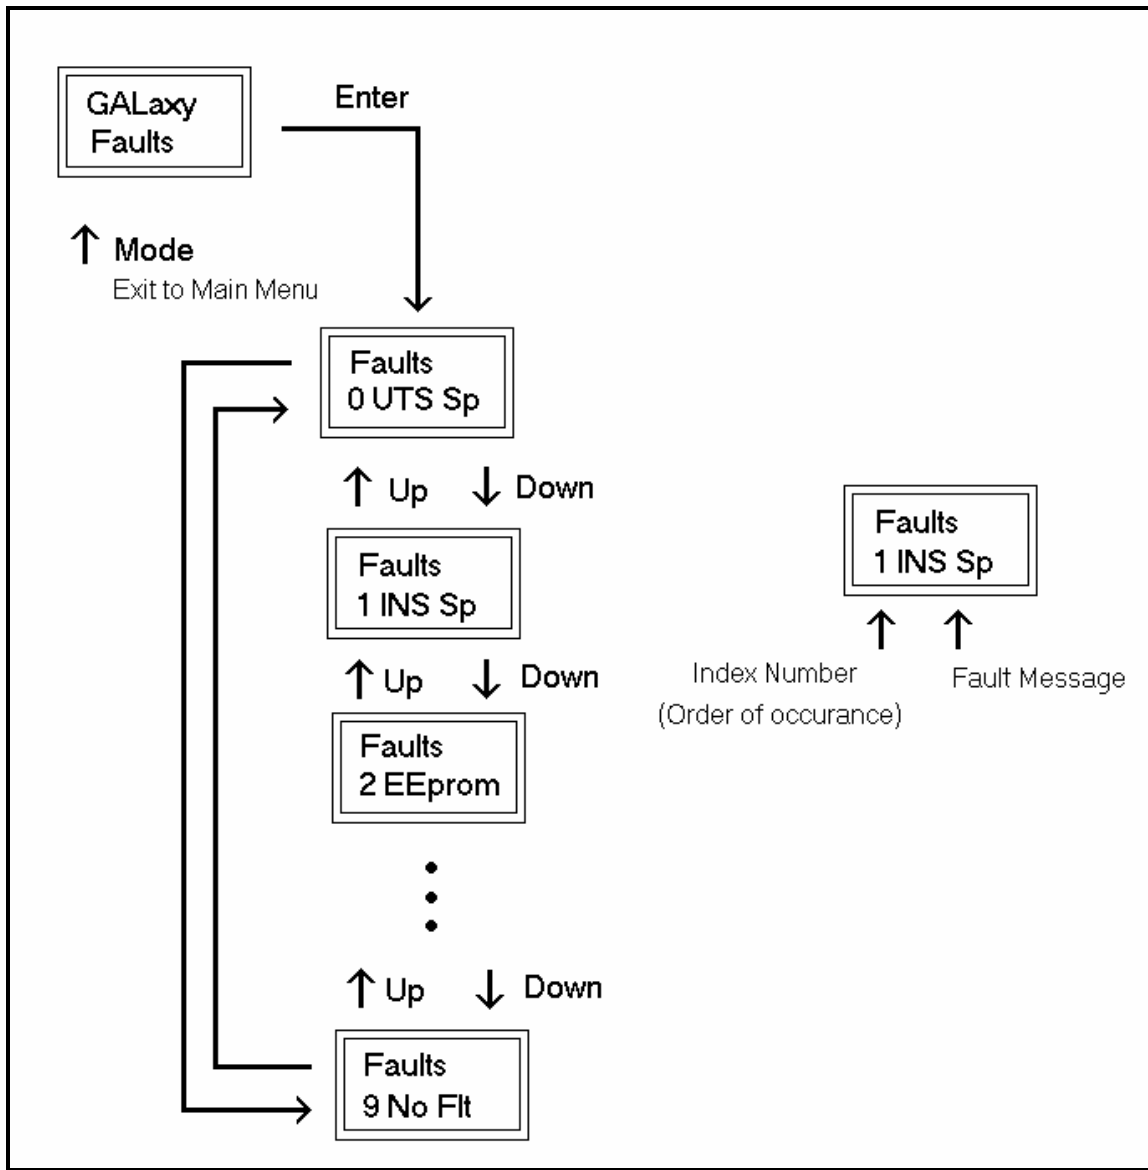 GALaxy
Faults
Enter
Mode
Exit to Main Menu
Faults
0 UTS Sp
Up Down
Faults
1 INS Sp
Up Down
Faults
2 EEprom
Up Down
Faults
9 No Flt
Faults
1 INS Sp
Index Number
(Order of occurance)
Fault Message